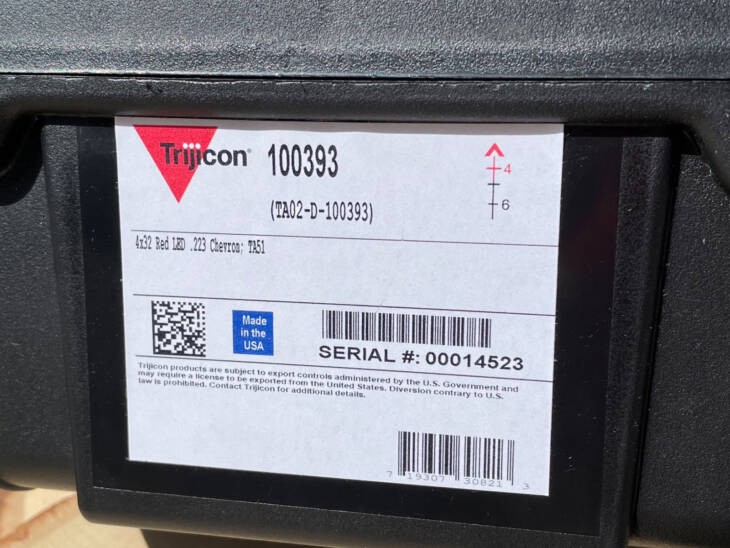 Trijicon® 100393
(TA02-D-100393)
4
6
4x32 Red LED .223 Chevron; TA51
Made
in the
USA
SERIAL #: 00014523
Trijicon products are subject to export controls administered by the U.S. Government and
may require a license to be exported from the United States. Diversion contrary to U.S.
law is prohibited. Contact Trijicon for additional details.
7 19307 30821 3